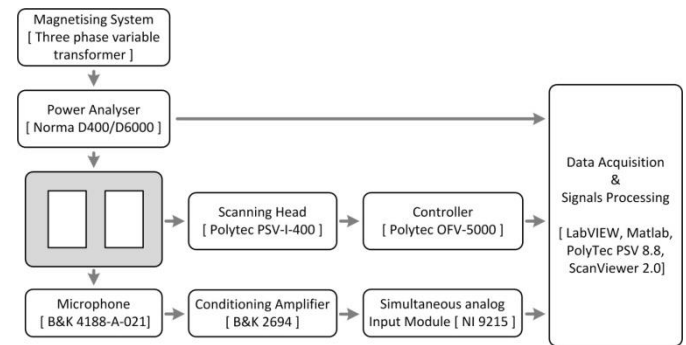 Magnetising System
[ Three phase variable
transformer ]
Power Analyser
[ Norma D400/D6000 ]
Scanning Head
[ Polytec PSV-I-400 ]
Controller
[ Polytec OFV-5000 ]
Data Acquisition
&
Signals Processing
[ LabVIEW, Matlab,
PolyTec PSV 8.8,
ScanViewer 2.0]
Microphone
[ B&K 4188-A-021]
Conditioning Amplifier
[ B&K 2694 ]
Simultaneous analog
Input Module [ NI 9215 ]